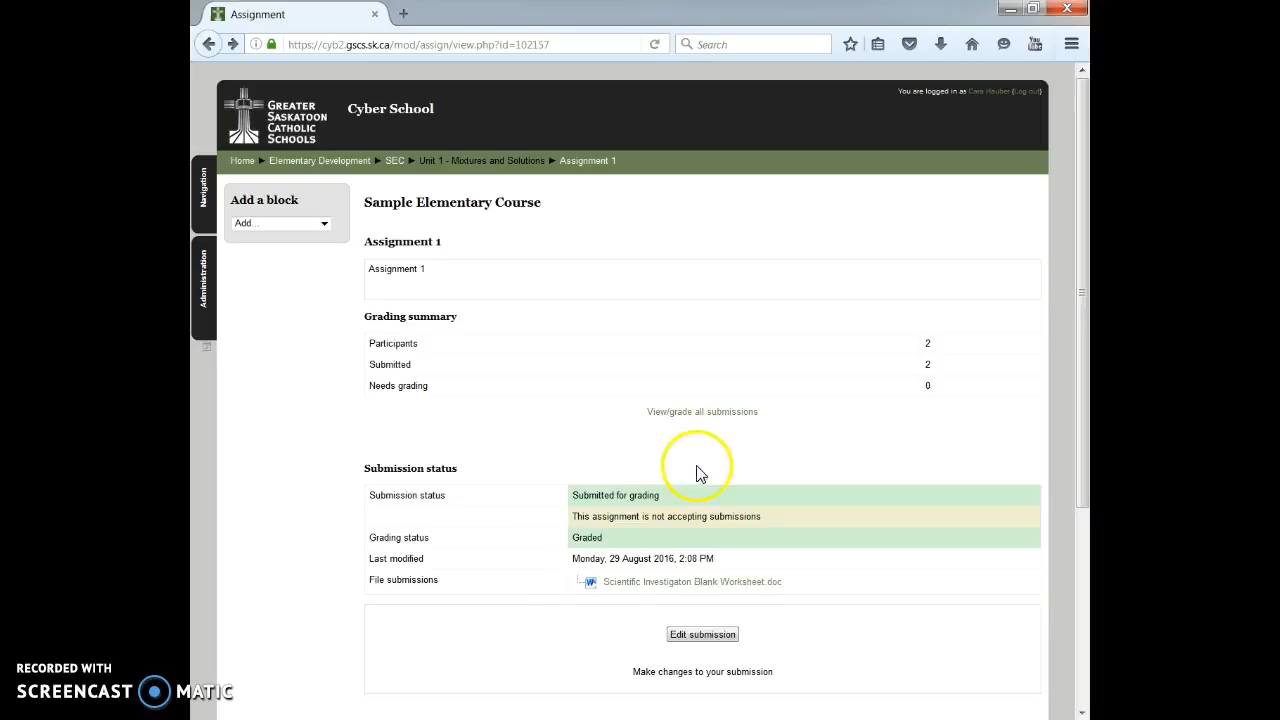 Assignment
https://cyb2.gscs.sk.ca/mod/assign/view.php?id=102157
Search
You Tube
GREATER SASKATOON CATHOLIC SCHOOLS
Cyber School
You are logged in as Cara Hauber (Log out)
Home ► Elementary Development ► SEC ► Unit 1 - Mixtures and Solutions ► Assignment 1
Navigation
Administration
Add a block
Add...
Sample Elementary Course
Assignment 1
Assignment 1
Grading summary
Participants 2
Submitted 2
Needs grading 0
View/grade all submissions
Submission status
Submission status Submitted for grading
This assignment is not accepting submissions
Grading status Graded
Last modified Monday, 29 August 2016, 2:08 PM
File submissions Scientific Investigaton Blank Worksheet.doc
Edit submission
Make changes to your submission
RECORDED WITH
SCREENCAST MATIC